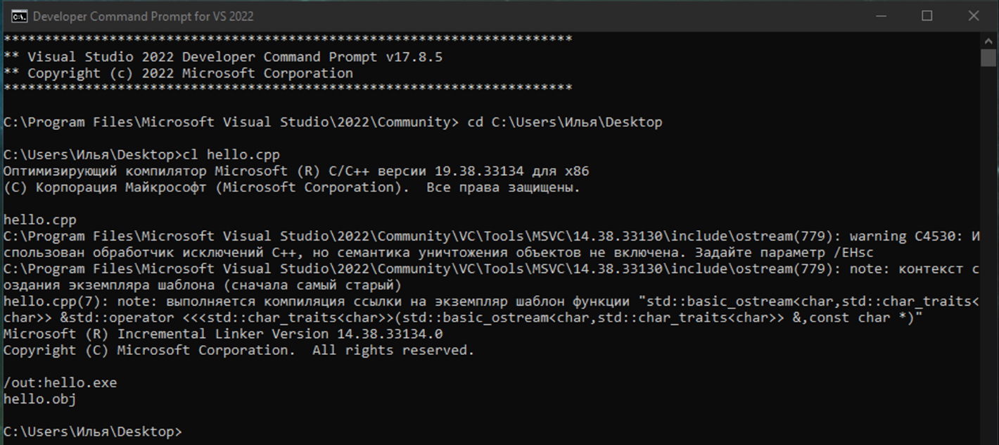 Developer Command Prompt for VS 2022
**********************************************************************
** Visual Studio 2022 Developer Command Prompt v17.8.5
** Copyright (c) 2022 Microsoft Corporation
**********************************************************************
C:\Program Files\Microsoft Visual Studio\2022\Community> cd C:\Users\Илья\Desktop
C:\Users\Илья\Desktop>cl hello.cpp
Оптимизирующий компилятор Microsoft (R) C/C++ версии 19.38.33134 для x86
(C) Корпорация Майкрософт (Microsoft Corporation).  Все права защищены.
hello.cpp
C:\Program Files\Microsoft Visual Studio\2022\Community\VC\Tools\MSVC\14.38.33130\include\ostream(779): warning C4530: И
спользован обработчик исключений C++, но семантика уничтожения объектов не включена. Задайте параметр /EHsc
C:\Program Files\Microsoft Visual Studio\2022\Community\VC\Tools\MSVC\14.38.33130\include\ostream(779): note: контекст с
оздания экземпляра шаблона (сначала самый старый)
hello.cpp(7): note: выполняется компиляция ссылки на экземпляр шаблон функции "std::basic_ostream<char,std::char_traits<
char>> &std::operator <<<std::char_traits<char>>(std::basic_ostream<char,std::char_traits<char>> &,const char *)"
Microsoft (R) Incremental Linker Version 14.38.33134.0
Copyright (C) Microsoft Corporation.  All rights reserved.
/out:hello.exe
hello.obj
C:\Users\Илья\Desktop>